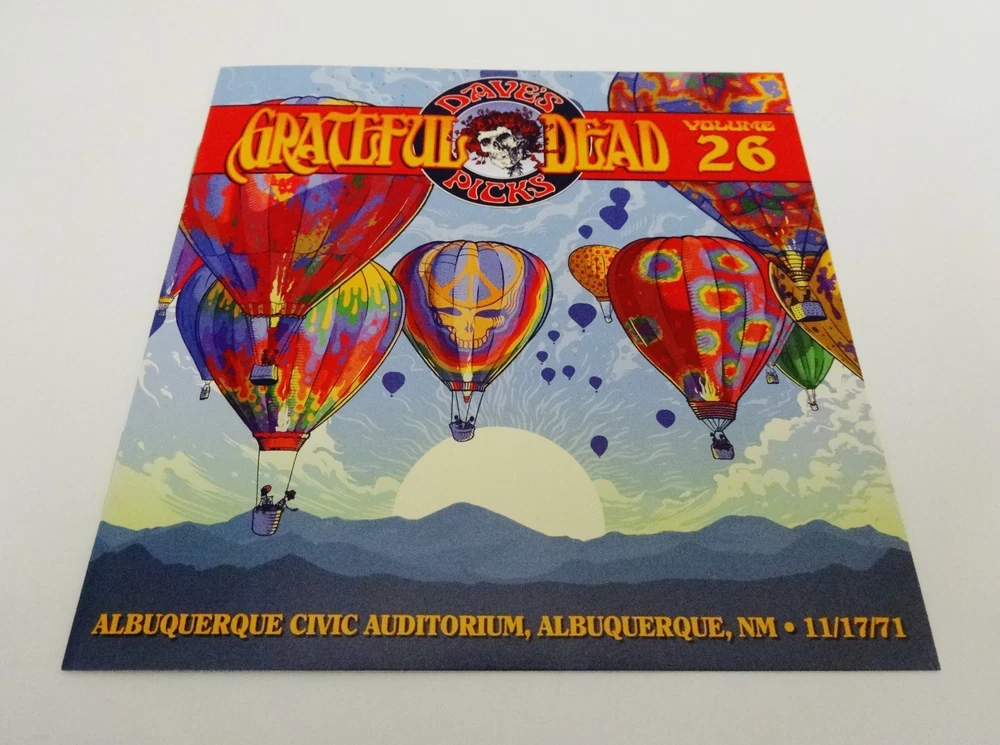 DAVE'S
GRATEFUL DEAD
PICKS
VOLUME
26
ALBUQUERQUE CIVIC AUDITORIUM, ALBUQUERQUE, NM • 11/17/71